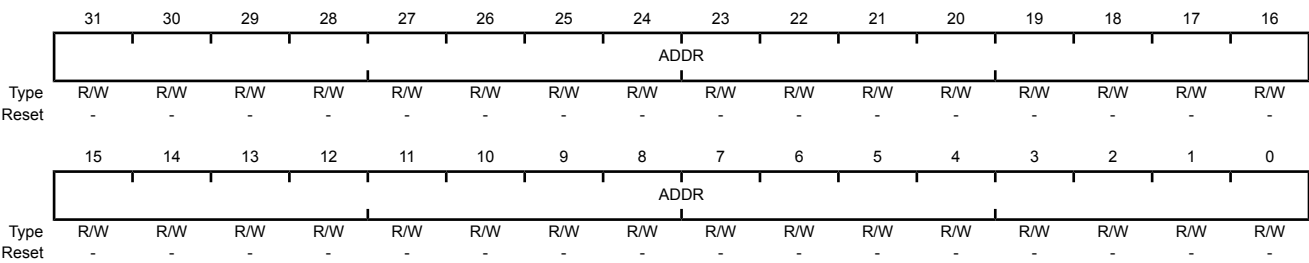 31 30 29 28 27 26 25 24 23 22 21 20 19 18 17 16
ADDR
Type R/W R/W R/W R/W R/W R/W R/W R/W R/W R/W R/W R/W R/W R/W R/W R/W
Reset - - - - - - - - - - - - - - - -
15 14 13 12 11 10 9 8 7 6 5 4 3 2 1 0
ADDR
Type R/W R/W R/W R/W R/W R/W R/W R/W R/W R/W R/W R/W R/W R/W R/W R/W
Reset - - - - - - - - - - - - - - - -